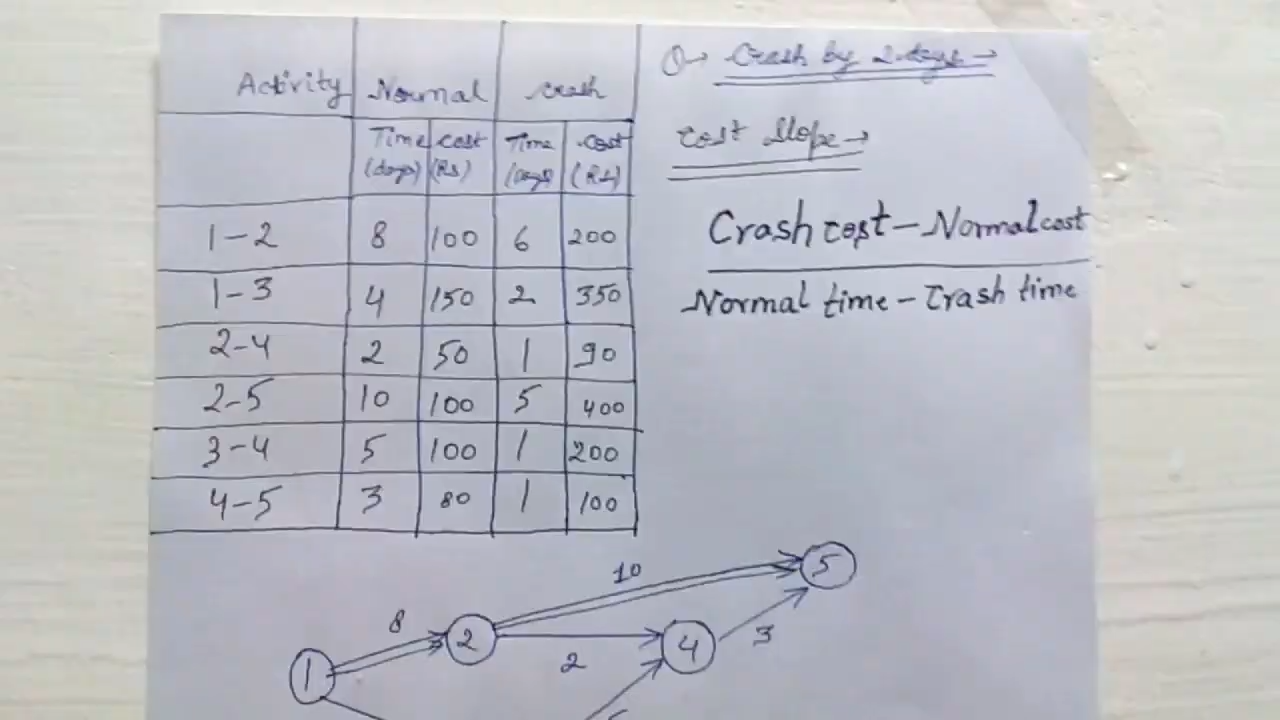 Activity Normal Crash
Time (days) Cost (Rs) Time (days) Cost (Rs)
1-2 8 100 6 200
1-3 4 150 2 350
2-4 2 50 1 90
2-5 10 100 5 400
3-4 5 100 1 200
4-5 3 80 1 100
Q→ Crash by 2 days→
Cost Slope→
Crash cost - Normal cost
Normal time - Crash time
10
5
8
2
4
3
2
1